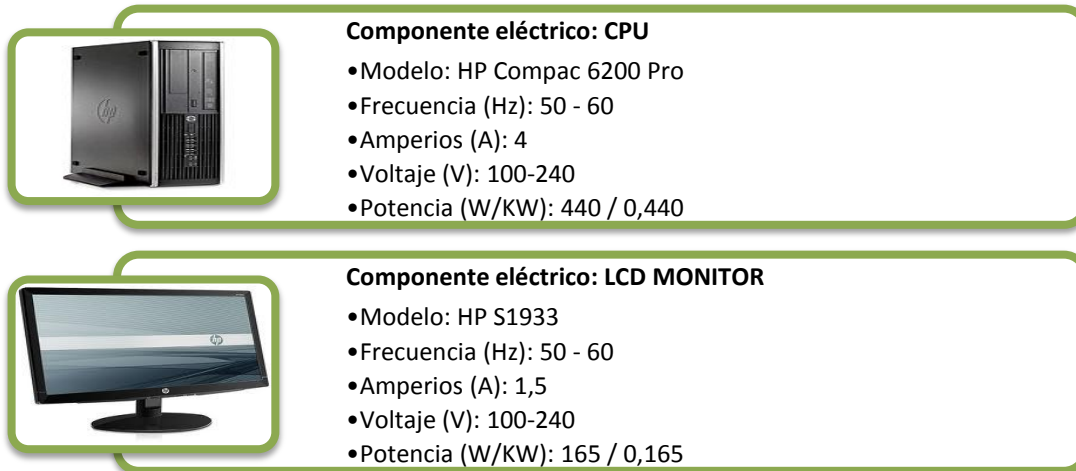 Componente eléctrico: CPU
•Modelo: HP Compac 6200 Pro
•Frecuencia (Hz): 50 - 60
•Amperios (A): 4
•Voltaje (V): 100-240
•Potencia (W/KW): 440 / 0,440
Componente eléctrico: LCD MONITOR
•Modelo: HP S1933
•Frecuencia (Hz): 50 - 60
•Amperios (A): 1,5
•Voltaje (V): 100-240
•Potencia (W/KW): 165 / 0,165